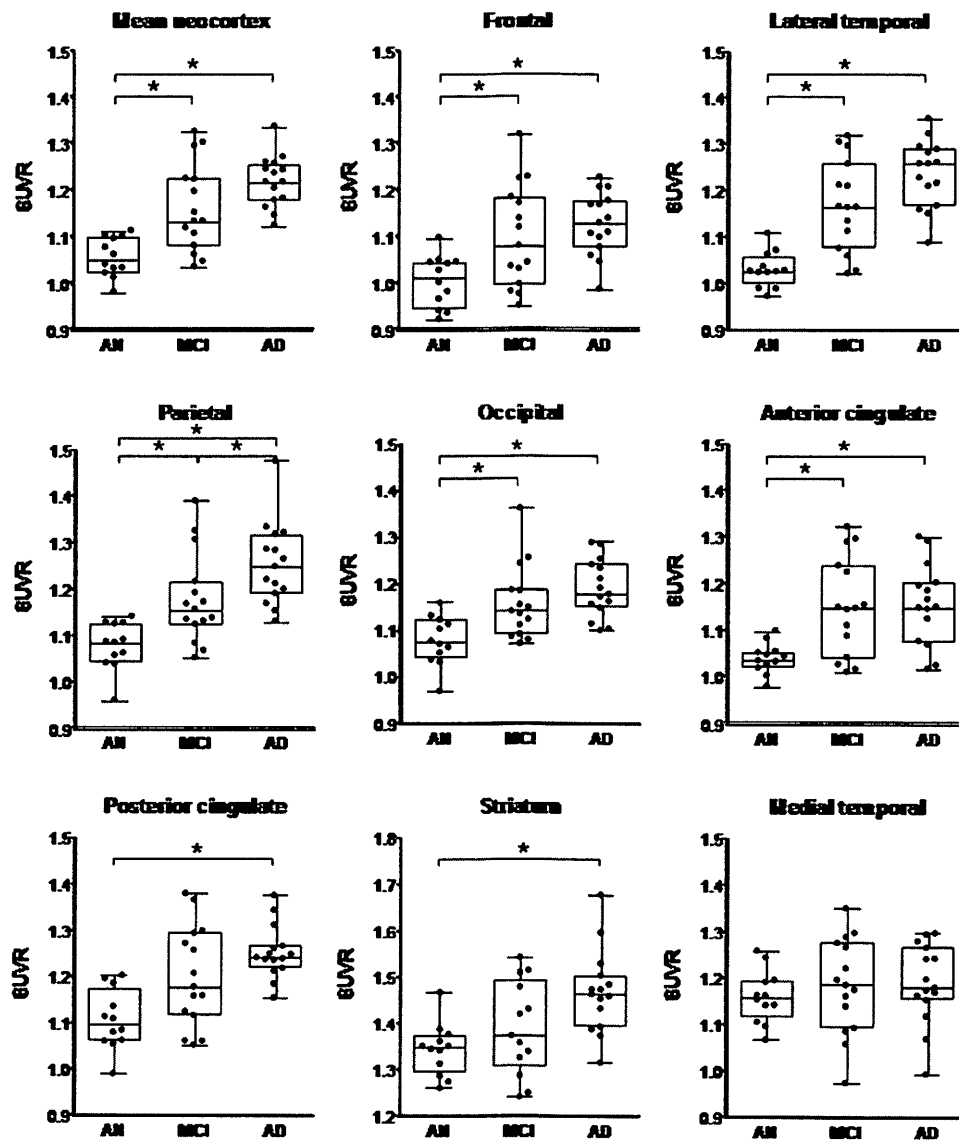 Mean neocortex Frontal Lateral temporal
1.5 1.5 1.5
* * *
1.4 * 1.4 * 1.4 *
1.3 1.3 1.3
SUVR SUVR SUVR
1.2 1.2 1.2
1.1 1.1 1.1
1.0 1.0 1.0
0.9 0.9 0.9
AN MCI AD AN MCI AD AN MCI AD
Parietal Occipital Anterior cingulate
*
1.5 * * 1.5 * 1.5 *
1.4 1.4 * 1.4 *
1.3 1.3 1.3
SUVR SUVR SUVR
1.2 1.2 1.2
1.1 1.1 1.1
1.0 1.0 1.0
0.9 0.9 0.9
AN MCI AD AN MCI AD AN MCI AD
Posterior cingulate Striatum Medial temporal
1.5 1.8 1.5
* *
1.4 1.7 1.4
1.3 1.6 1.3
SUVR SUVR SUVR
1.2 1.5 1.2
1.1 1.4 1.1
1.0 1.3 1.0
0.9 1.2 0.9
AN MCI AD AN MCI AD AN MCI AD